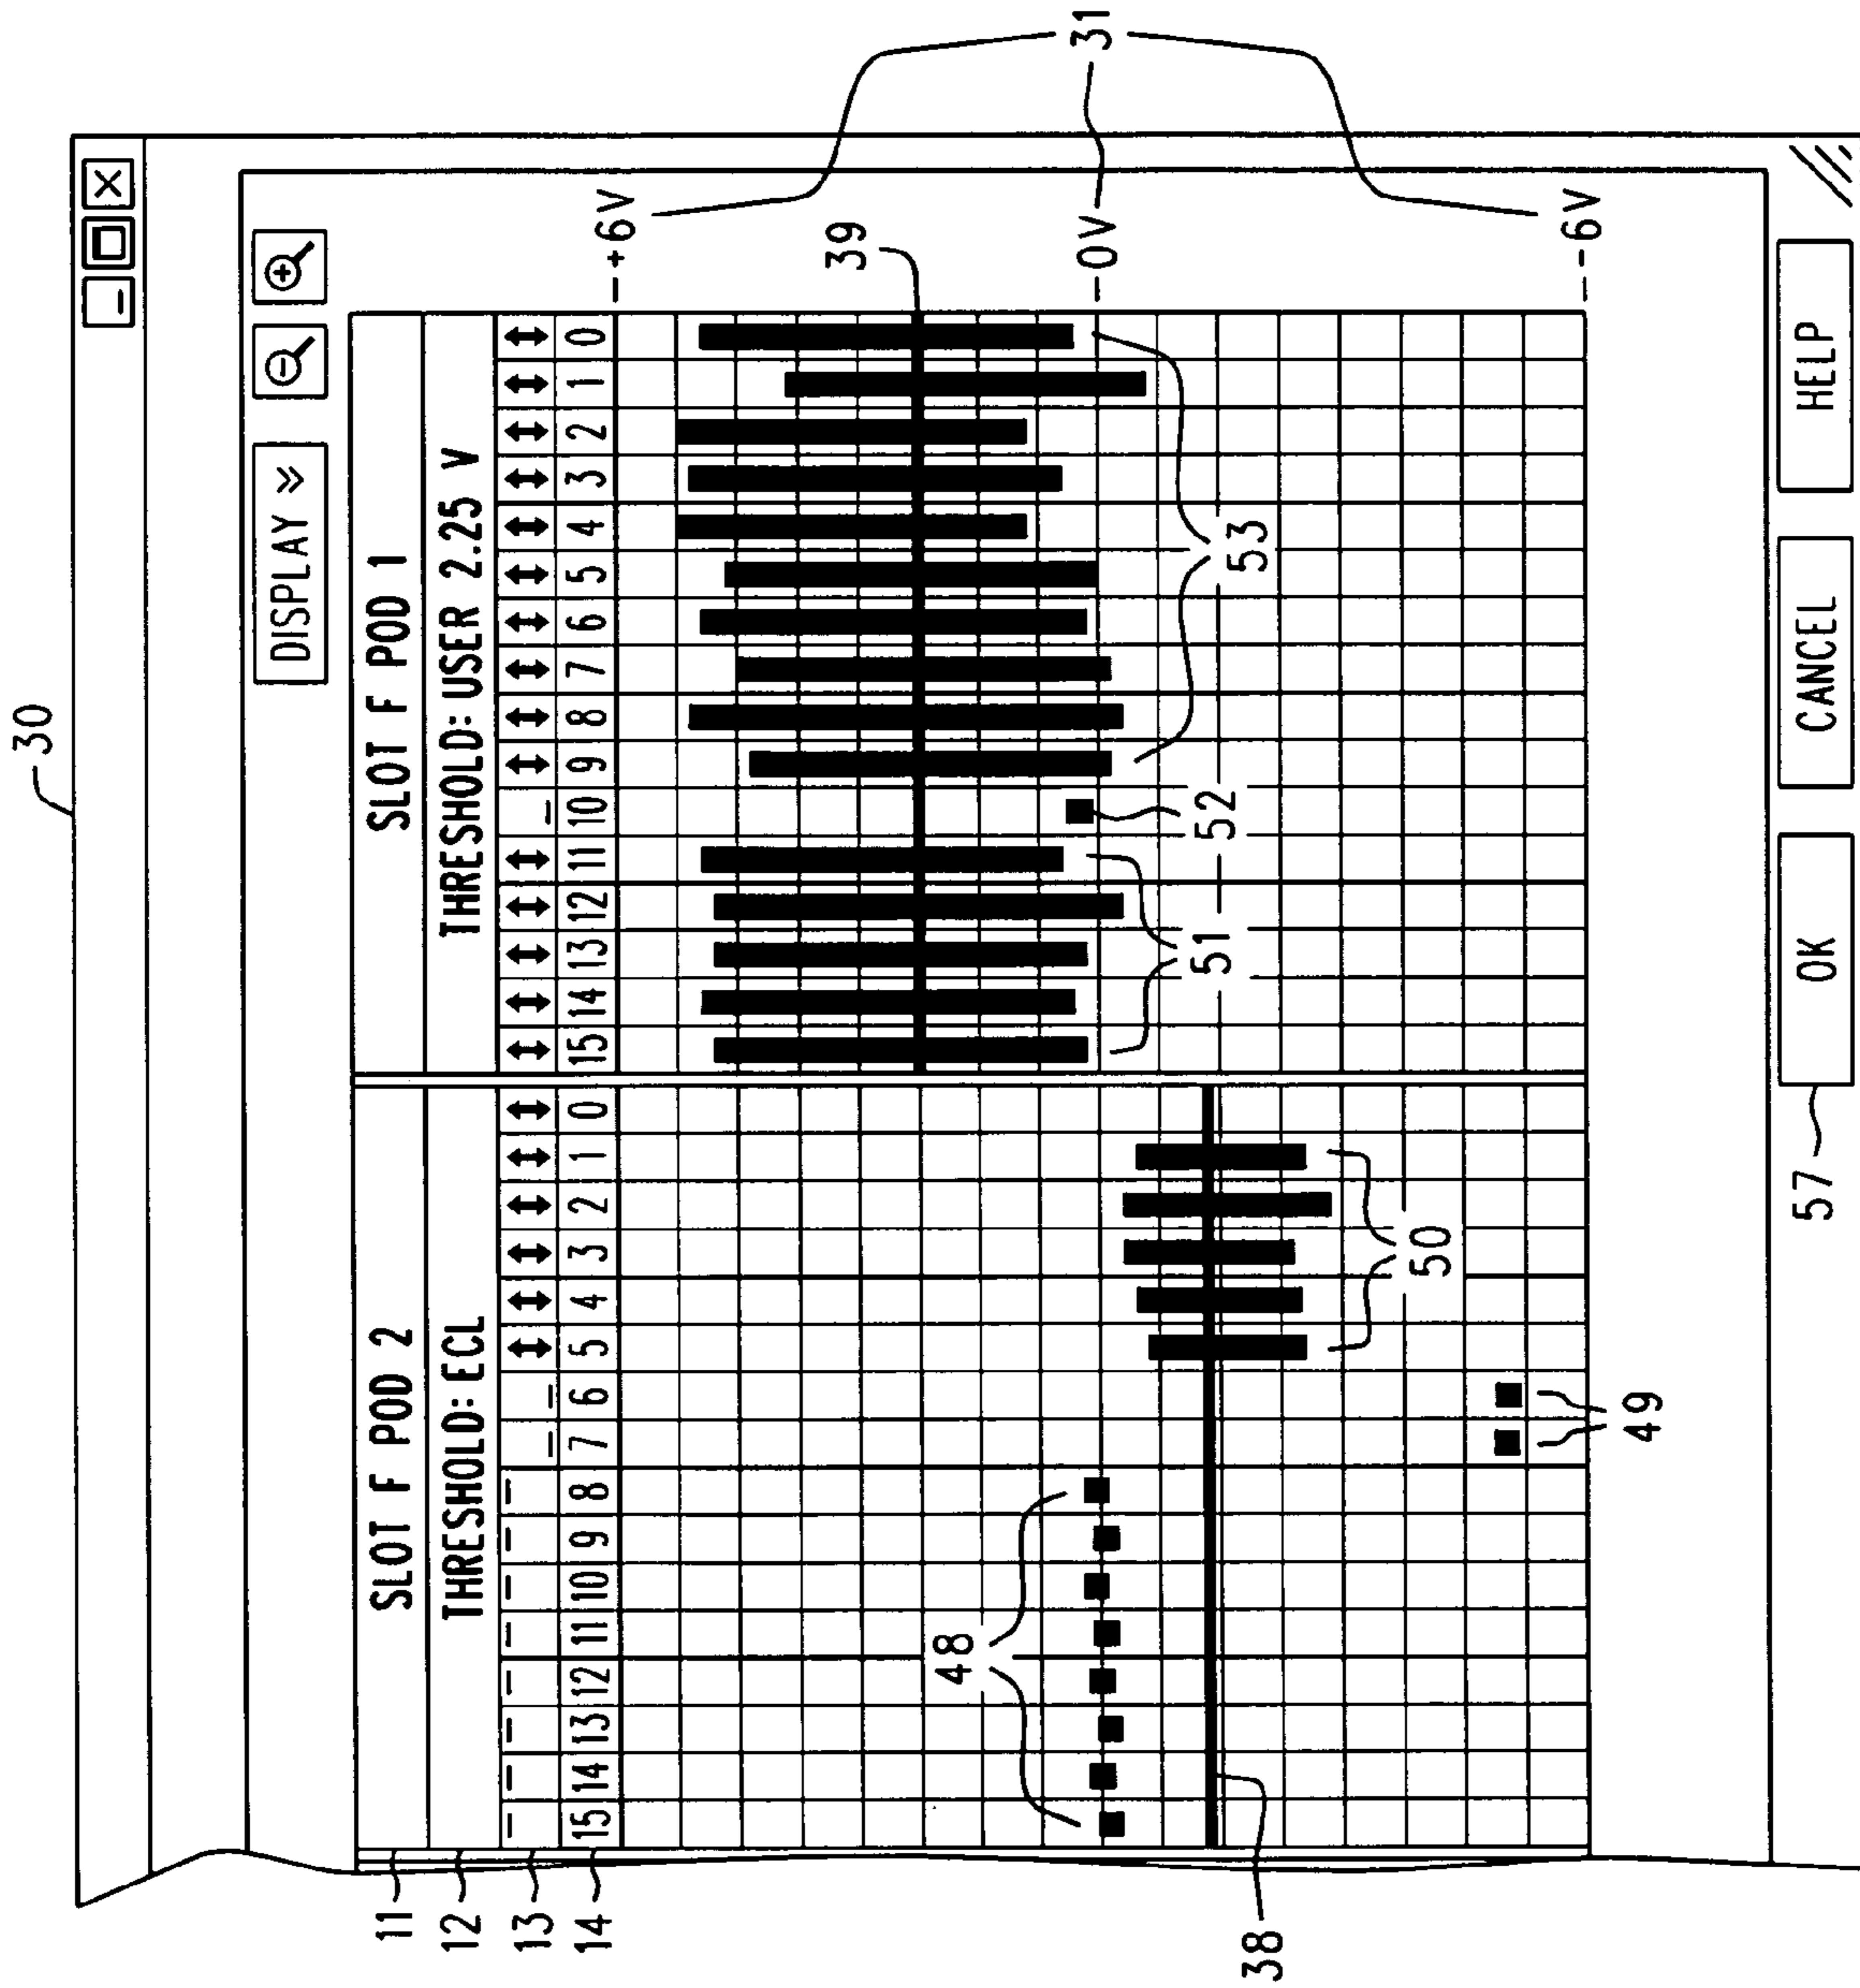 30
_ X
DISPLAY »
11 SLOT F POD 2 SLOT F POD 1
12 THRESHOLD: ECL THRESHOLD: USER 2.25 V
13
14 15 14 13 12 11 10 9 8 7 6 5 4 3 2 1 0 15 14 13 12 11 10 9 8 7 6 5 4 3 2 1 0
+6V
39
31
0V
48
51
52
53
38
50
49
-6V
57
OK CANCEL HELP